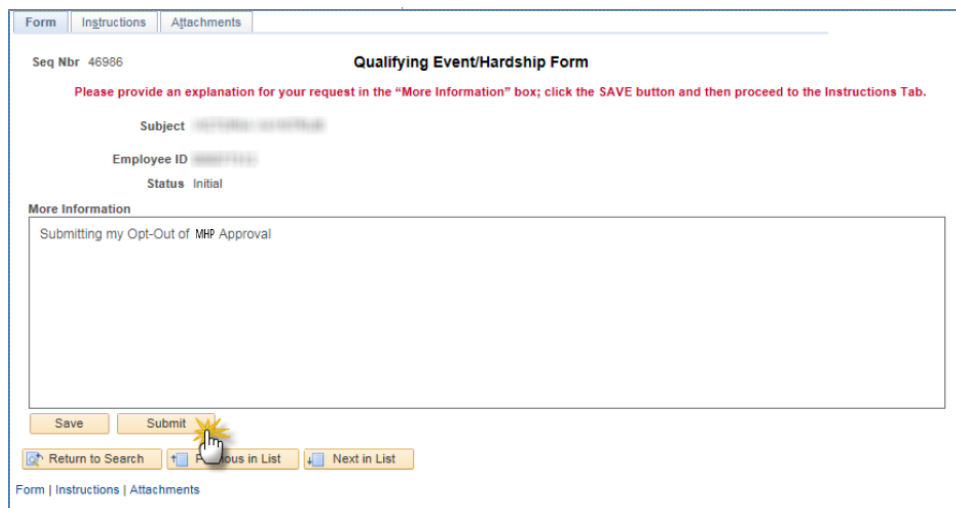 Form Instructions Attachments
Seq Nbr 46986 Qualifying Event/Hardship Form
Please provide an explanation for your request in the “More Information” box; click the SAVE button and then proceed to the Instructions Tab.
Subject
Employee ID
Status Initial
More Information
Submitting my Opt-Out of MHP Approval
Save Submit
Return to Search in List Next in List
Form | Instructions | Attachments